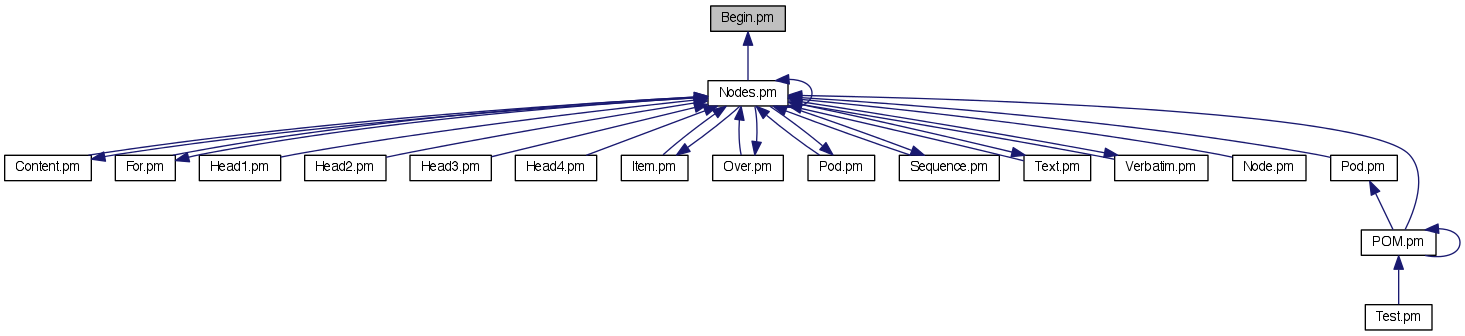 Begin.pm
Nodes.pm
Content.pm
For.pm
Head1.pm
Head2.pm
Head3.pm
Head4.pm
Item.pm
Over.pm
Pod.pm
Sequence.pm
Text.pm
Verbatim.pm
Node.pm
Pod.pm
POM.pm
Test.pm